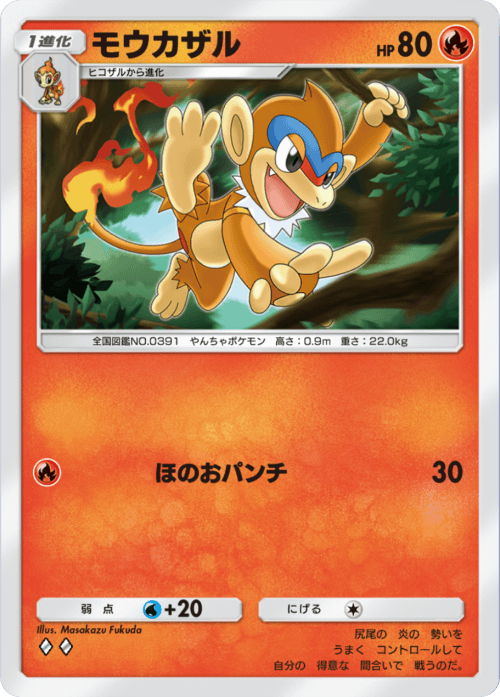 1進化
モウカザル
HP80
ヒコザルから進化
全国図鑑NO.0391 やんちゃポケモン 高さ:0.9m 重さ:22.0kg
ほのおパンチ 30
弱点 +20
にげる
Illus. Masakazu Fukuda
尻尾の 炎の 勢いを
うまく コントロールして
自分の 得意な 間合いで 戦うのだ。